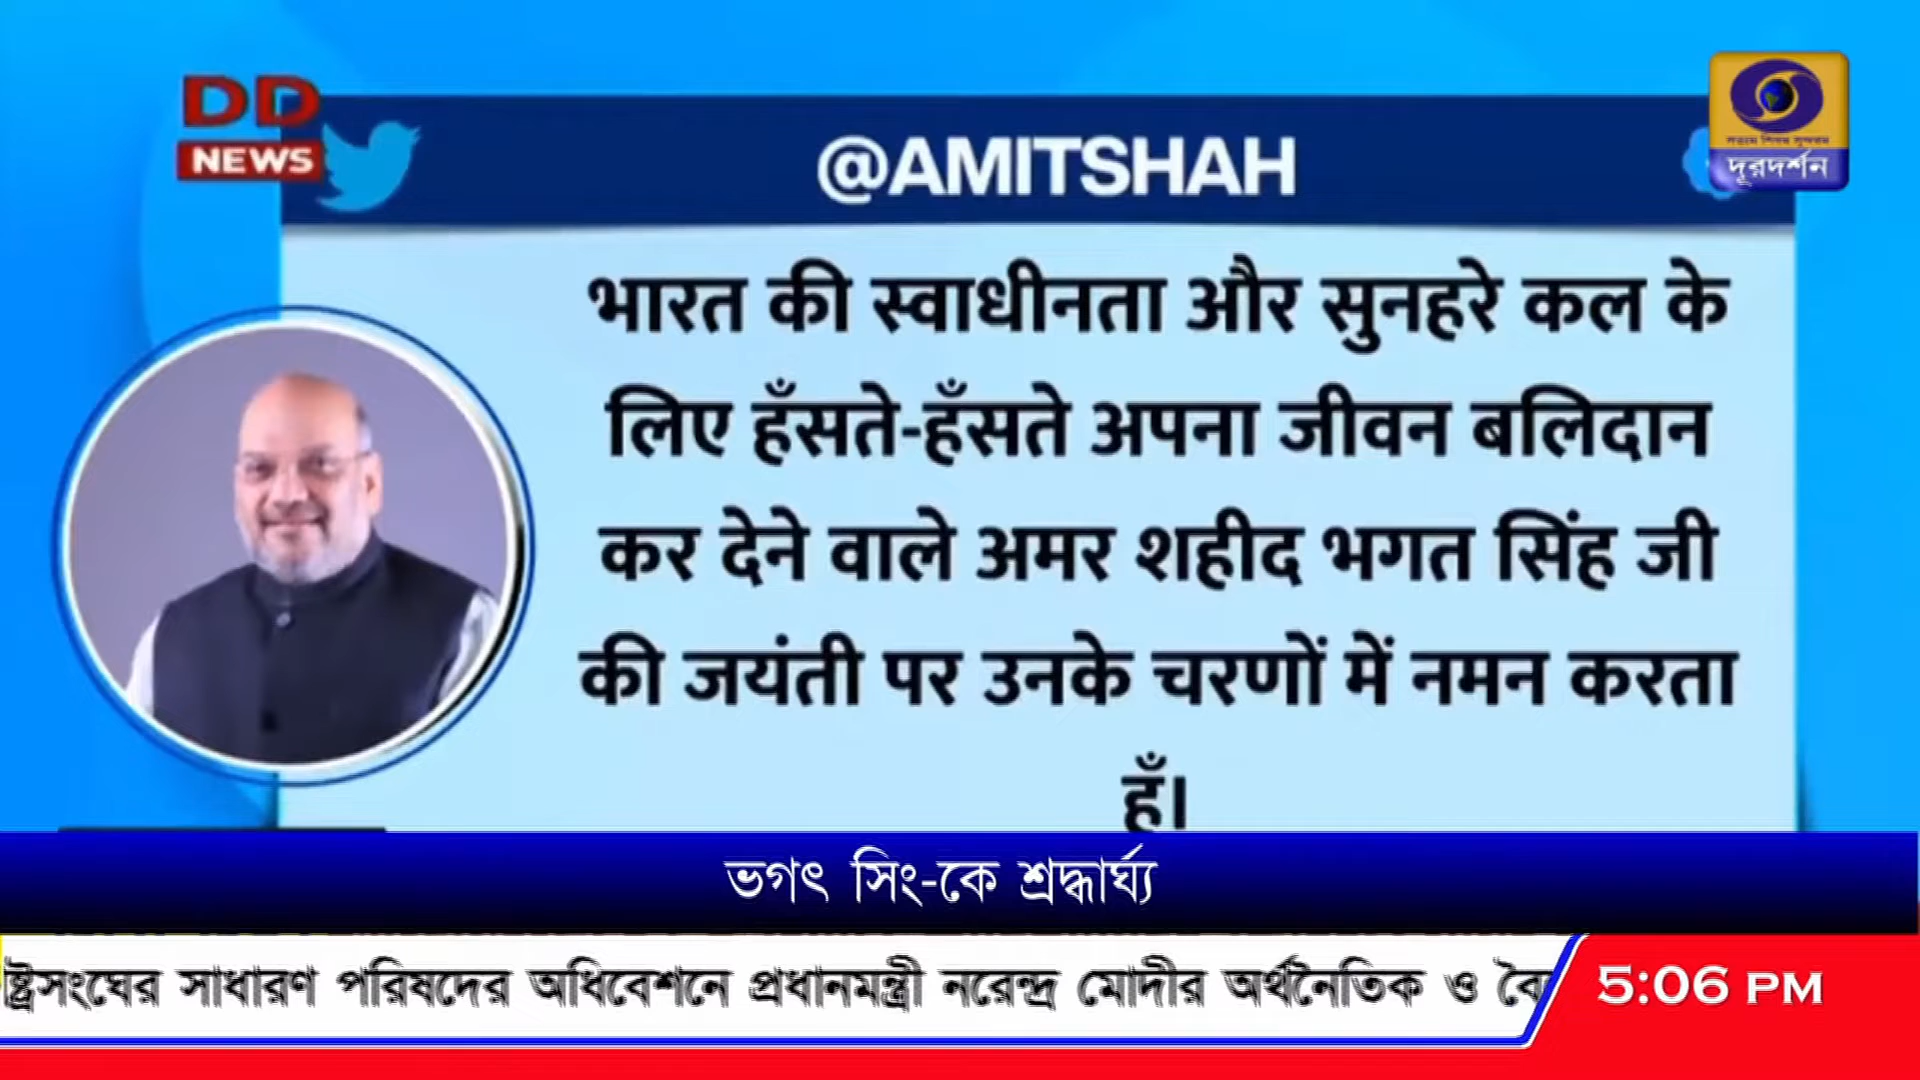 DD
NEWS
@AMITSHAH
দূরদর্শন
भारत की स्वाधीनता और सुनहरे कल के
लिए हँसते-हँसते अपना जीवन बलिदान
कर देने वाले अमर शहीद भगत सिंह जी
की जयंती पर उनके चरणों में नमन करता
हूँ।
ভগৎ সিং-কে শ্রদ্ধার্ঘ্য
ষ্ট্রসংঘের সাধারণ পরিষদের অধিবেশনে প্রধানমন্ত্রী নরেন্দ্র মোদীর অর্থনৈতিক ও বৈ
5:06 PM